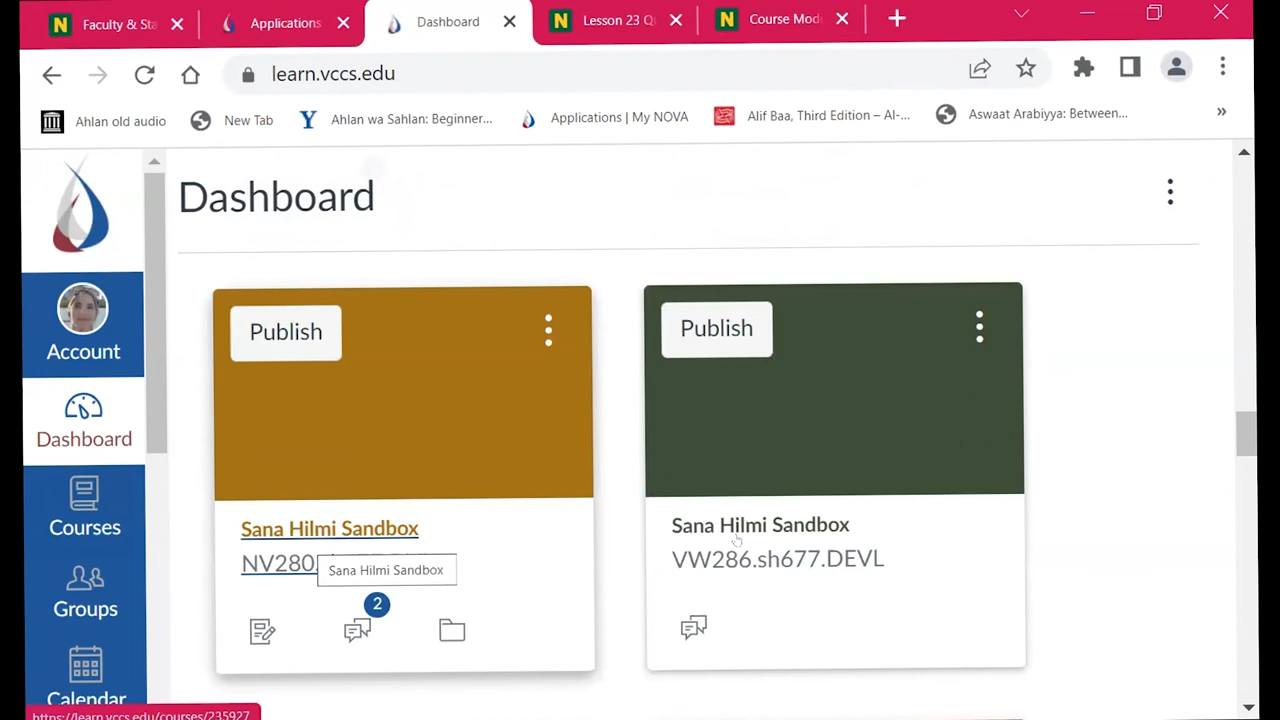 Faculty & Sta
Applications
Dashboard
Lesson 23 Q
Course Mod
learn.vccs.edu
Ahlan old audio
New Tab
Ahlan wa Sahlan: Beginner...
Applications | My NOVA
Alif Baa, Third Edition – Al-...
Aswaat Arabiyya: Between...
Dashboard
Account
Dashboard
Courses
Groups
Calendar
Publish
Sana Hilmi Sandbox
NV280.
Sana Hilmi Sandbox
2
Publish
Sana Hilmi Sandbox
VW286.sh677.DEVL
https://learn.vccs.edu/courses/235927